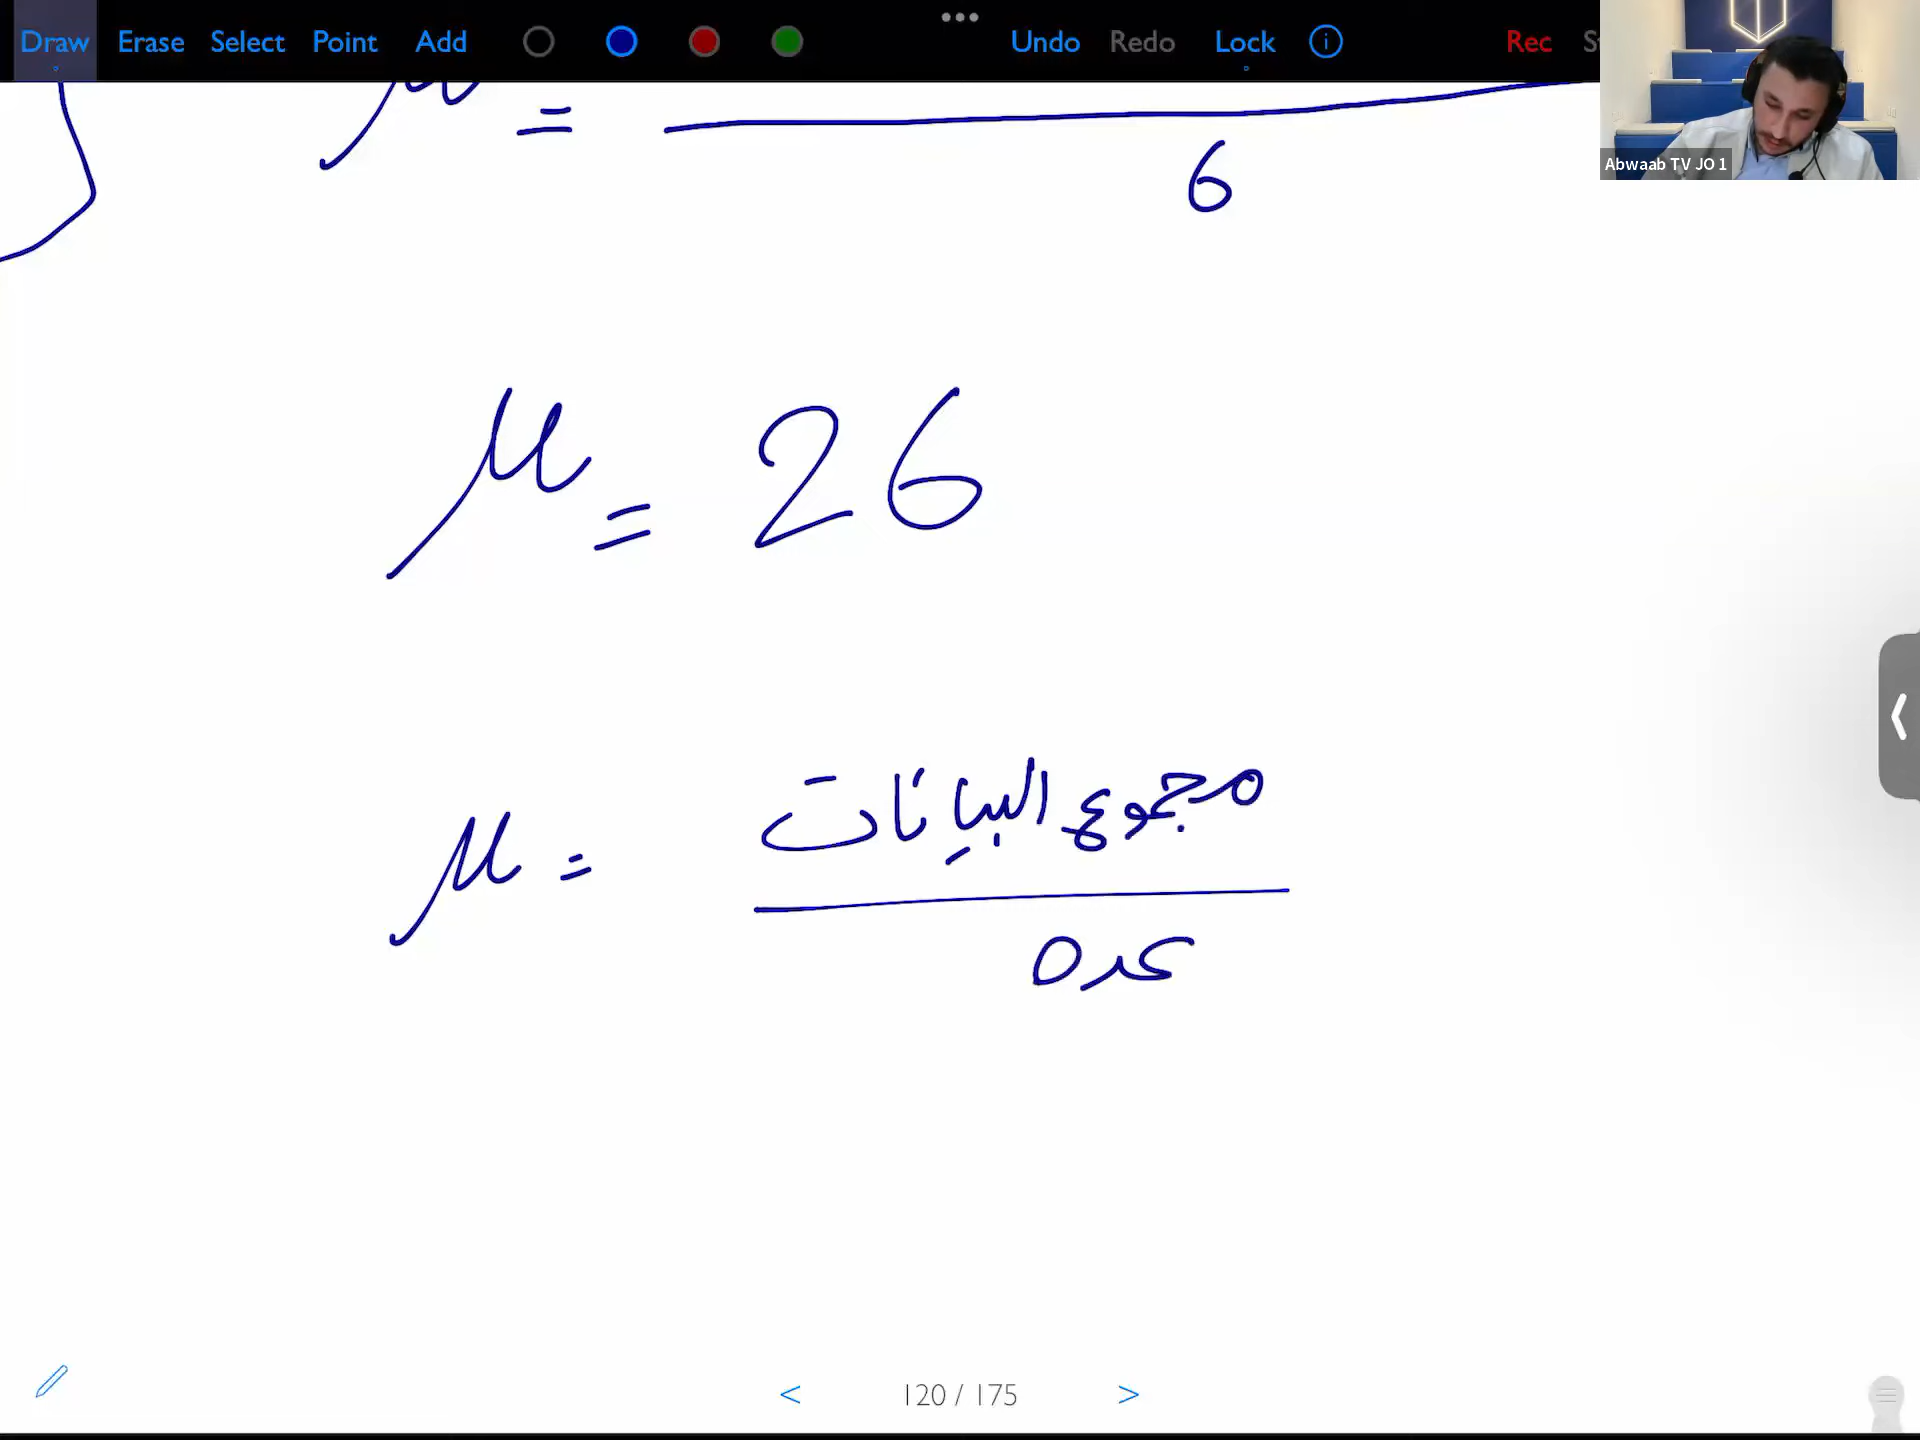 Draw Erase Select Point Add Undo Redo Lock Rec
Abwaab TV JO 1
μ =
6
μ = 26
μ = مجموع البيانات
عدد
< 120 / 175 >